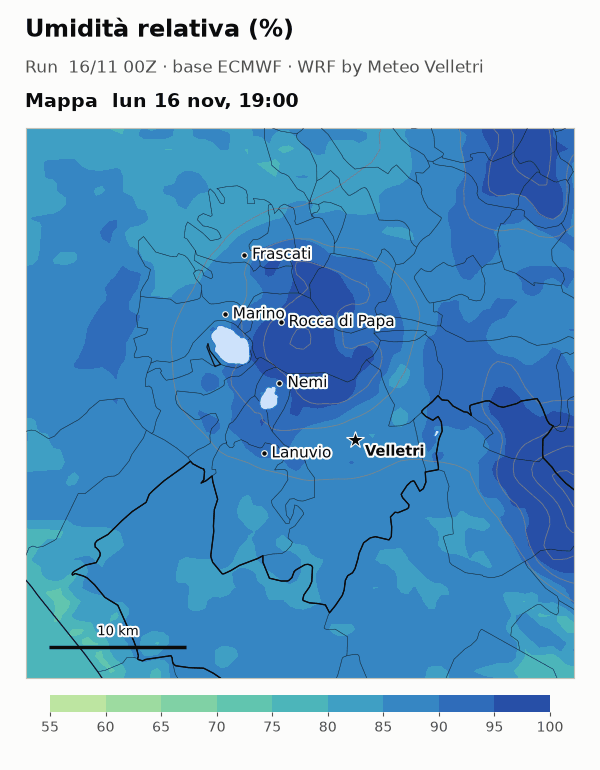 Umidità relativa (%)
Run  16/11 00Z · base ECMWF · WRF by Meteo Velletri
Mappa  lun 16 nov, 19:00
Frascati
Marino
Rocca di Papa
Nemi
Velletri
Lanuvio
10 km
55 60 65 70 75 80 85 90 95 100